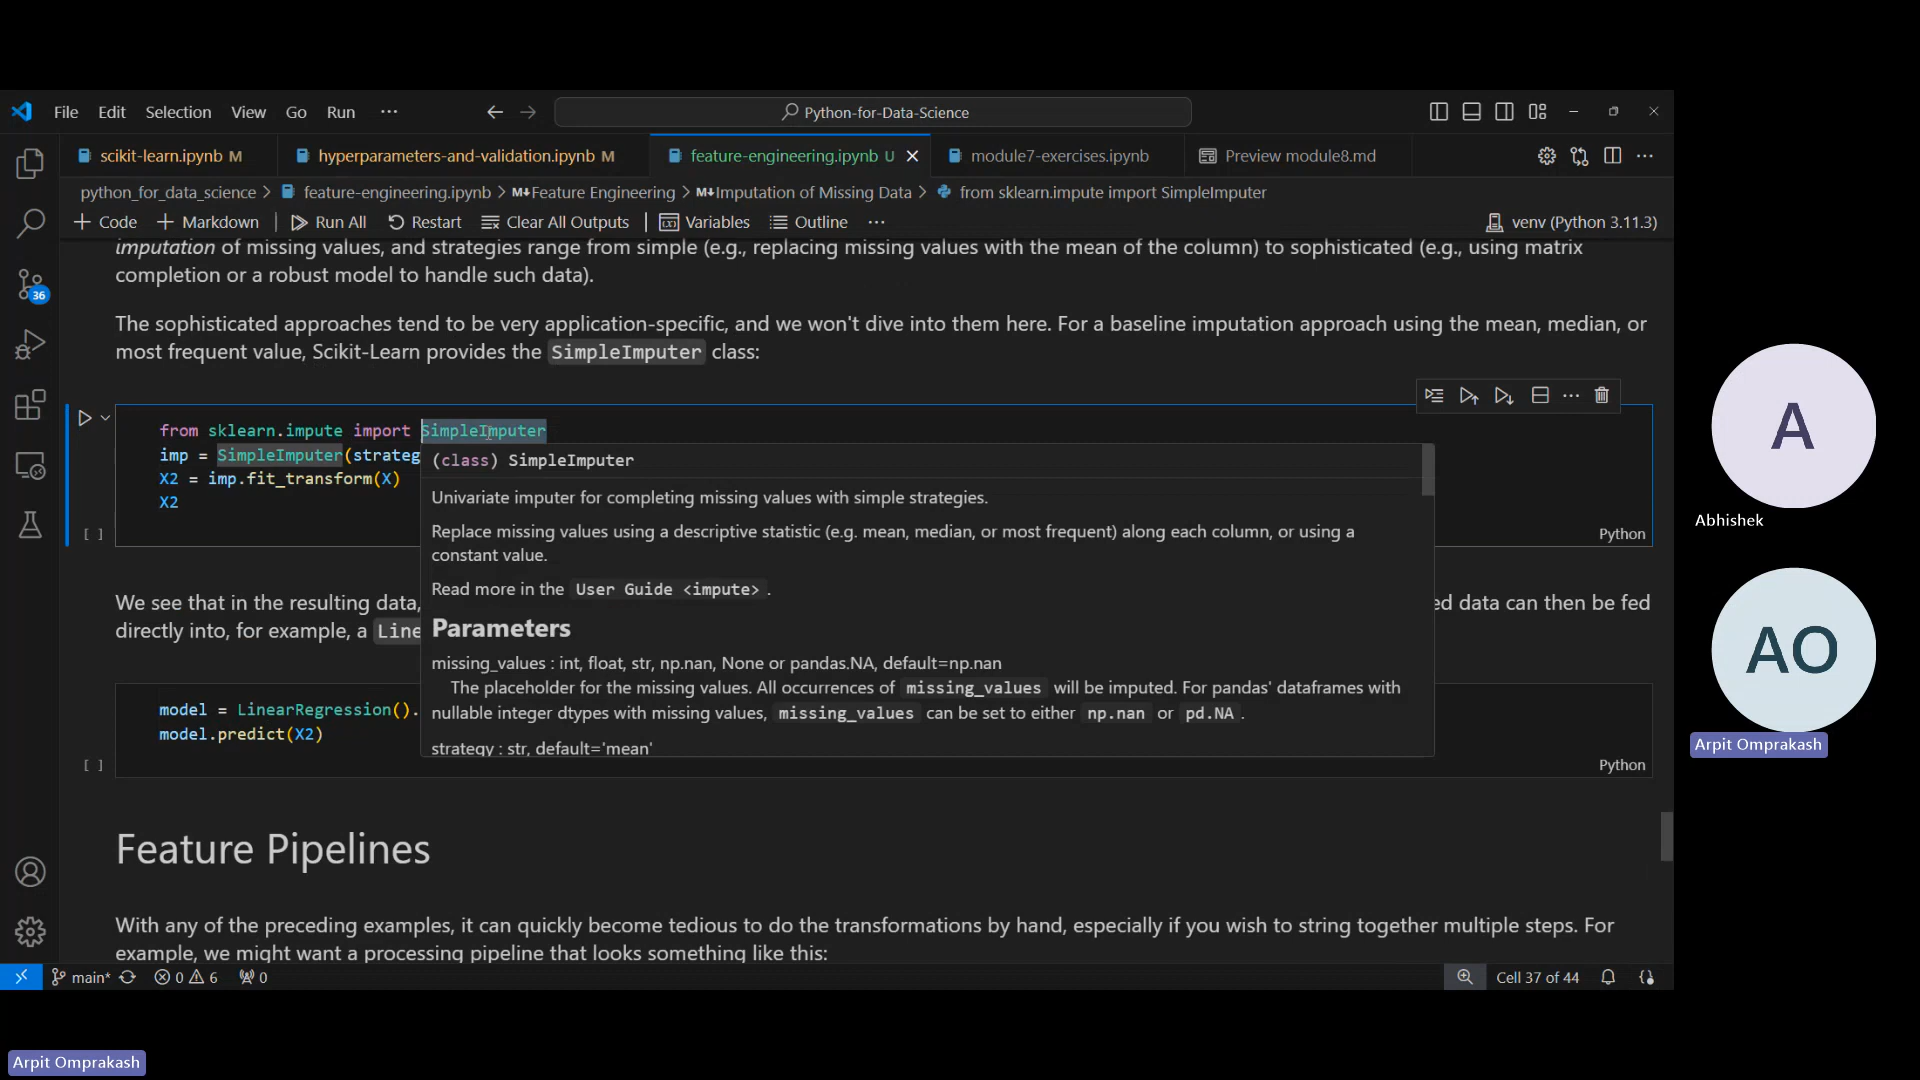 File Edit Selection View Go Run ··· Python-for-Data-Science
scikit-learn.ipynb M hyperparameters-and-validation.ipynb M feature-engineering.ipynb U module7-exercises.ipynb Preview module8.md
python_for_data_science > feature-engineering.ipynb > M↓Feature Engineering > M↓Imputation of Missing Data > from sklearn.impute import SimpleImputer
+ Code + Markdown Run All Restart Clear All Outputs Variables Outline ··· venv (Python 3.11.3)
imputation of missing values, and strategies range from simple (e.g., replacing missing values with the mean of the column) to sophisticated (e.g., using matrix
completion or a robust model to handle such data).
The sophisticated approaches tend to be very application-specific, and we won't dive into them here. For a baseline imputation approach using the mean, median, or
most frequent value, Scikit-Learn provides the SimpleImputer class:
from sklearn.impute import SimpleImputer
imp = SimpleImputer(strateg
X2 = imp.fit_transform(X)
X2
[ ]
Python
(class) SimpleImputer
Univariate imputer for completing missing values with simple strategies.
Replace missing values using a descriptive statistic (e.g. mean, median, or most frequent) along each column, or using a
constant value.
Read more in the User Guide <impute> .
Parameters
missing_values : int, float, str, np.nan, None or pandas.NA, default=np.nan
The placeholder for the missing values. All occurrences of missing_values will be imputed. For pandas' dataframes with
nullable integer dtypes with missing values, missing_values can be set to either np.nan or pd.NA .
strategy : str, default='mean'
We see that in the resulting data, ed data can then be fed
directly into, for example, a Line
model = LinearRegression().
model.predict(X2)
[ ]
Python
Feature Pipelines
With any of the preceding examples, it can quickly become tedious to do the transformations by hand, especially if you wish to string together multiple steps. For
example, we might want a processing pipeline that looks something like this:
36
main* 0 6 0 Cell 37 of 44
A
Abhishek
AO
Arpit Omprakash
Arpit Omprakash